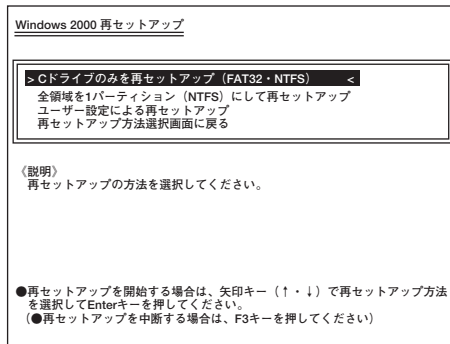 Windows 2000 再セットアップ
> Cドライブのみを再セットアップ（FAT32・NTFS） <
全領域を1パーティション（NTFS）にして再セットアップ
ユーザー設定による再セットアップ
再セットアップ方法選択画面に戻る
《説明》
再セットアップの方法を選択してください。
●再セットアップを開始する場合は、矢印キー（↑・↓）で再セットアップ方法
を選択してEnterキーを押してください。
（●再セットアップを中断する場合は、F3キーを押してください）